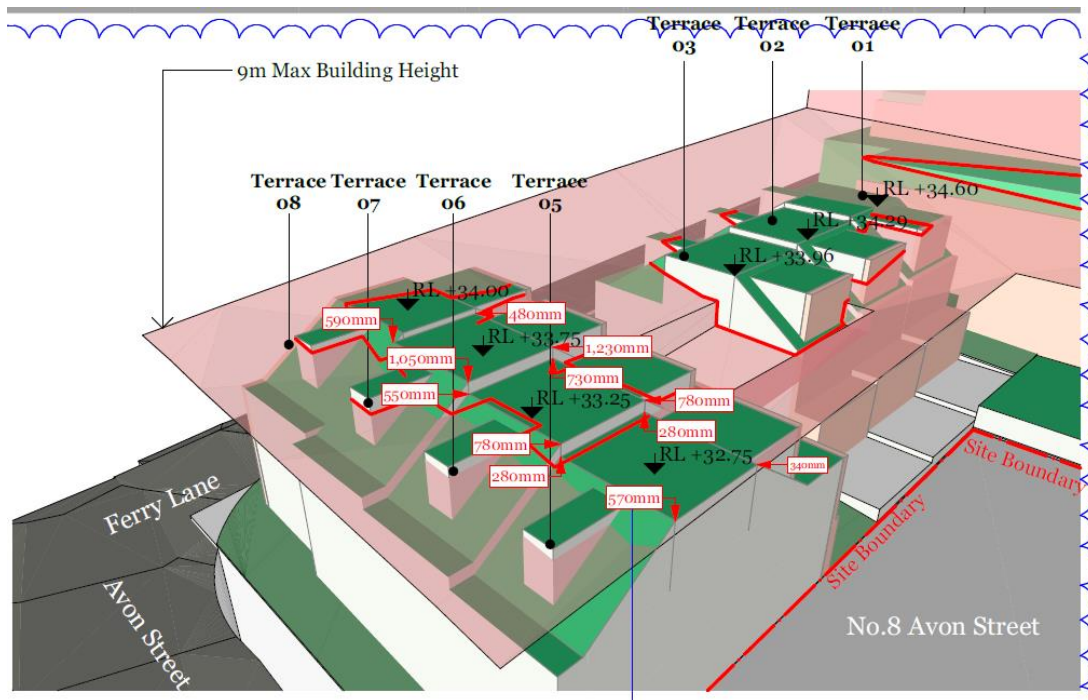 Terrace
03
Terrace
02
Terrace
01
9m Max Building Height
Terrace
08
Terrace
07
Terrace
06
Terrace
05
RL +34.60
RL +34.29
RL +33.96
RL +34.00
590mm
480mm
RL +33.75
1,050mm
1,230mm
730mm
550mm
RL +33.25
780mm
780mm
280mm
280mm
RL +32.75
340mm
570mm
Ferry Lane
Avon Street
Site Boundary
Site Boundary
No.8 Avon Street